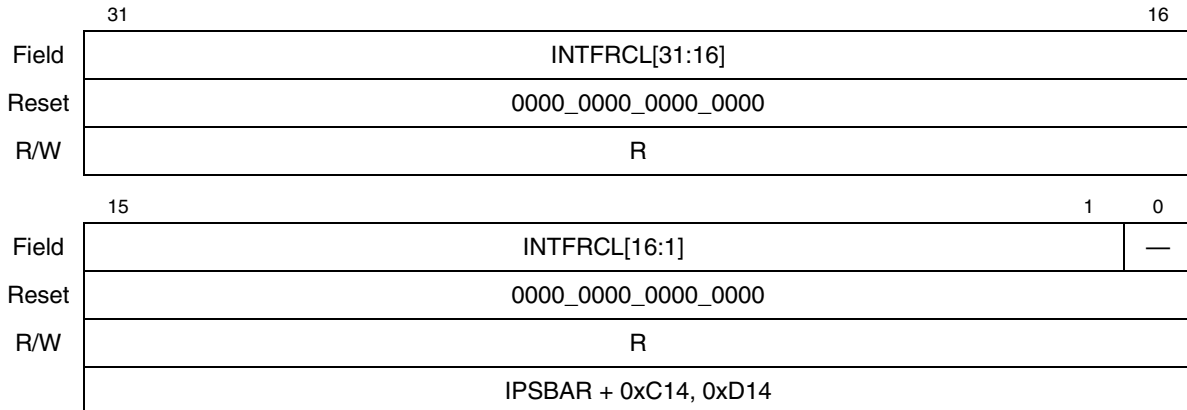 31 16
Field INTFRCL[31:16]
Reset 0000_0000_0000_0000
R/W R
15 1 0
Field INTFRCL[16:1] —
Reset 0000_0000_0000_0000
R/W R
IPSBAR + 0xC14, 0xD14